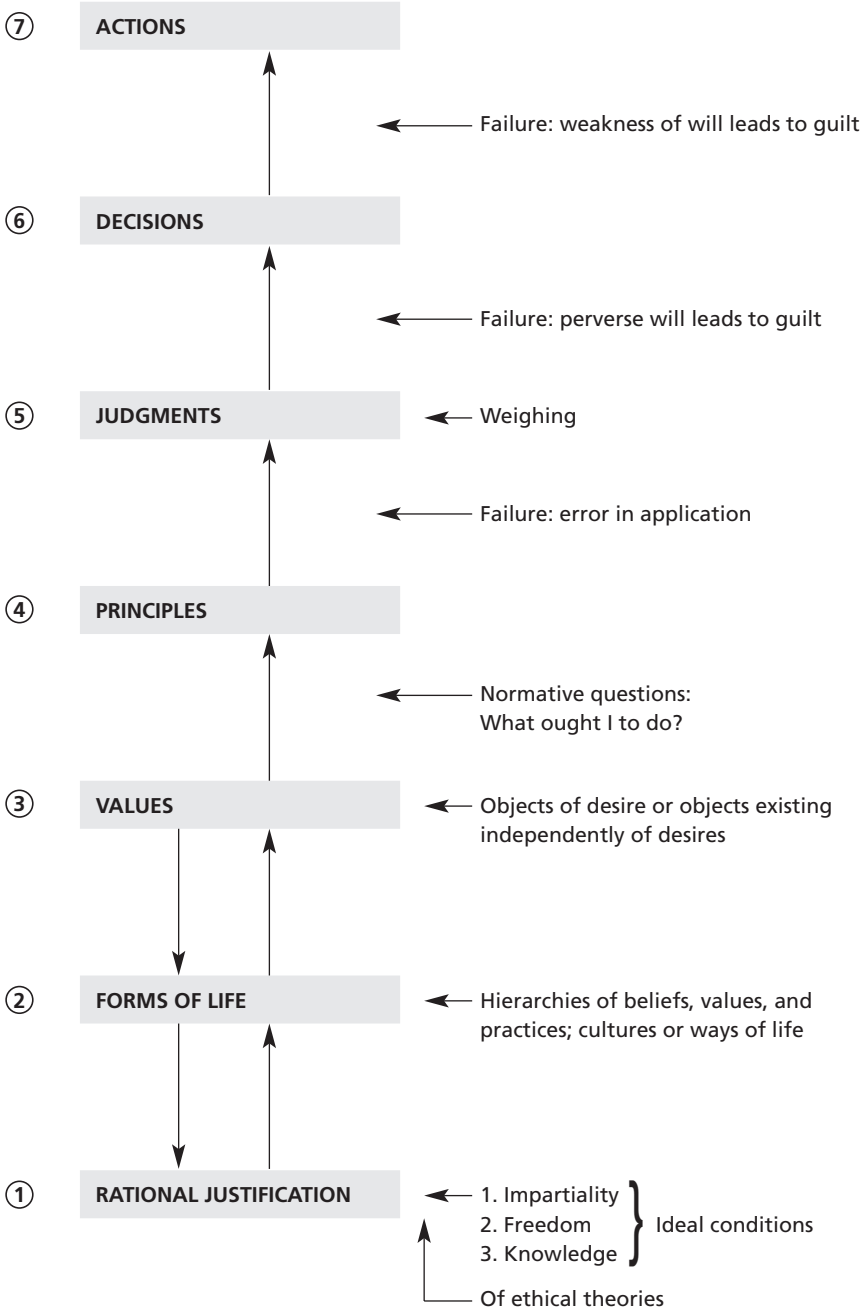 7 ACTIONS
Failure: weakness of will leads to guilt
6 DECISIONS
Failure: perverse will leads to guilt
5 JUDGMENTS Weighing
Failure: error in application
4 PRINCIPLES
Normative questions:
What ought I to do?
3 VALUES Objects of desire or objects existing
independently of desires
2 FORMS OF LIFE Hierarchies of beliefs, values, and
practices; cultures or ways of life
1 RATIONAL JUSTIFICATION 1. Impartiality
2. Freedom } Ideal conditions
3. Knowledge
Of ethical theories